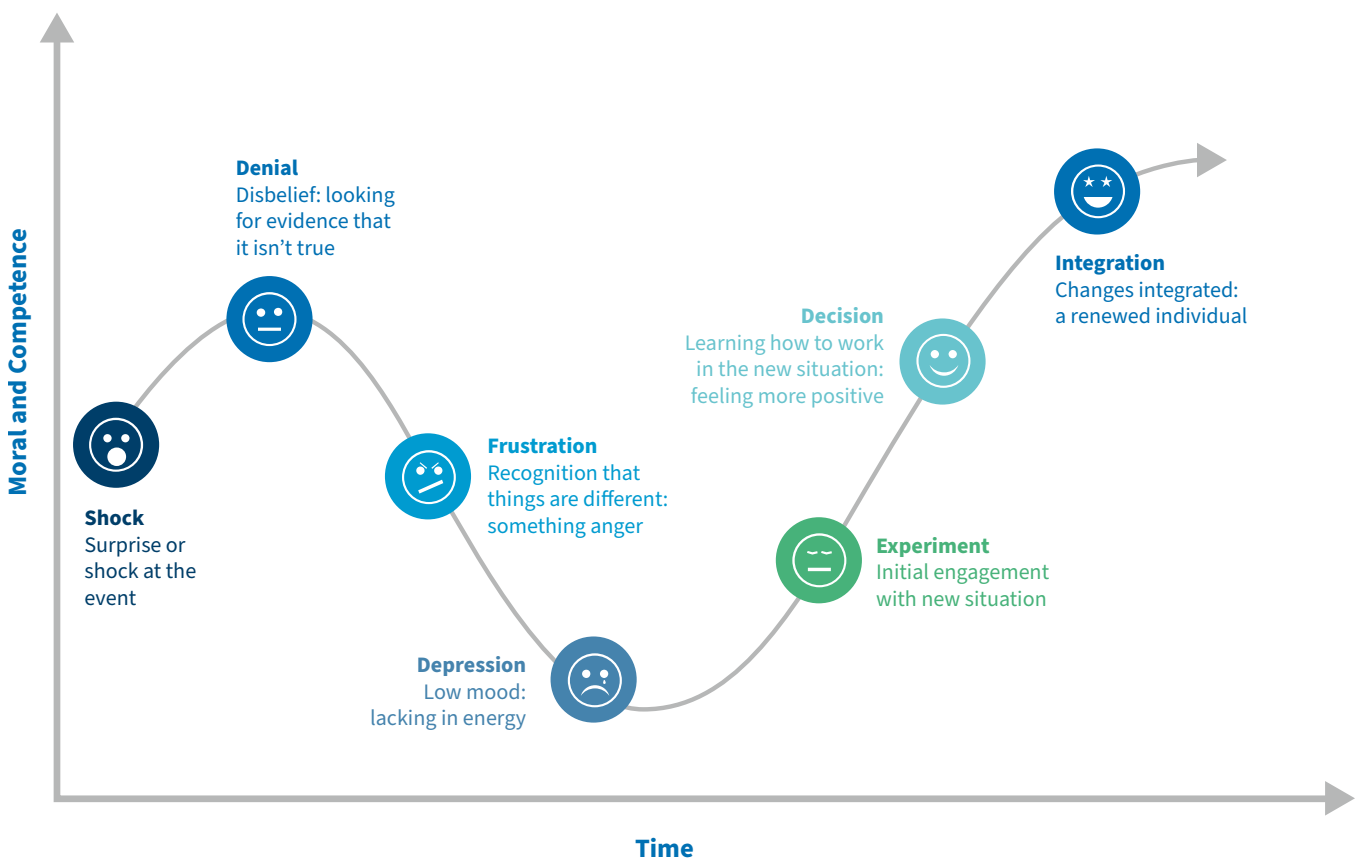 Moral and Competence
Denial
Disbelief: looking
for evidence that
it isn’t true
Shock
Surprise or
shock at the
event
Frustration
Recognition that
things are different:
something anger
Depression
Low mood:
lacking in energy
Experiment
Initial engagement
with new situation
Decision
Learning how to work
in the new situation:
feeling more positive
Integration
Changes integrated:
a renewed individual
Time